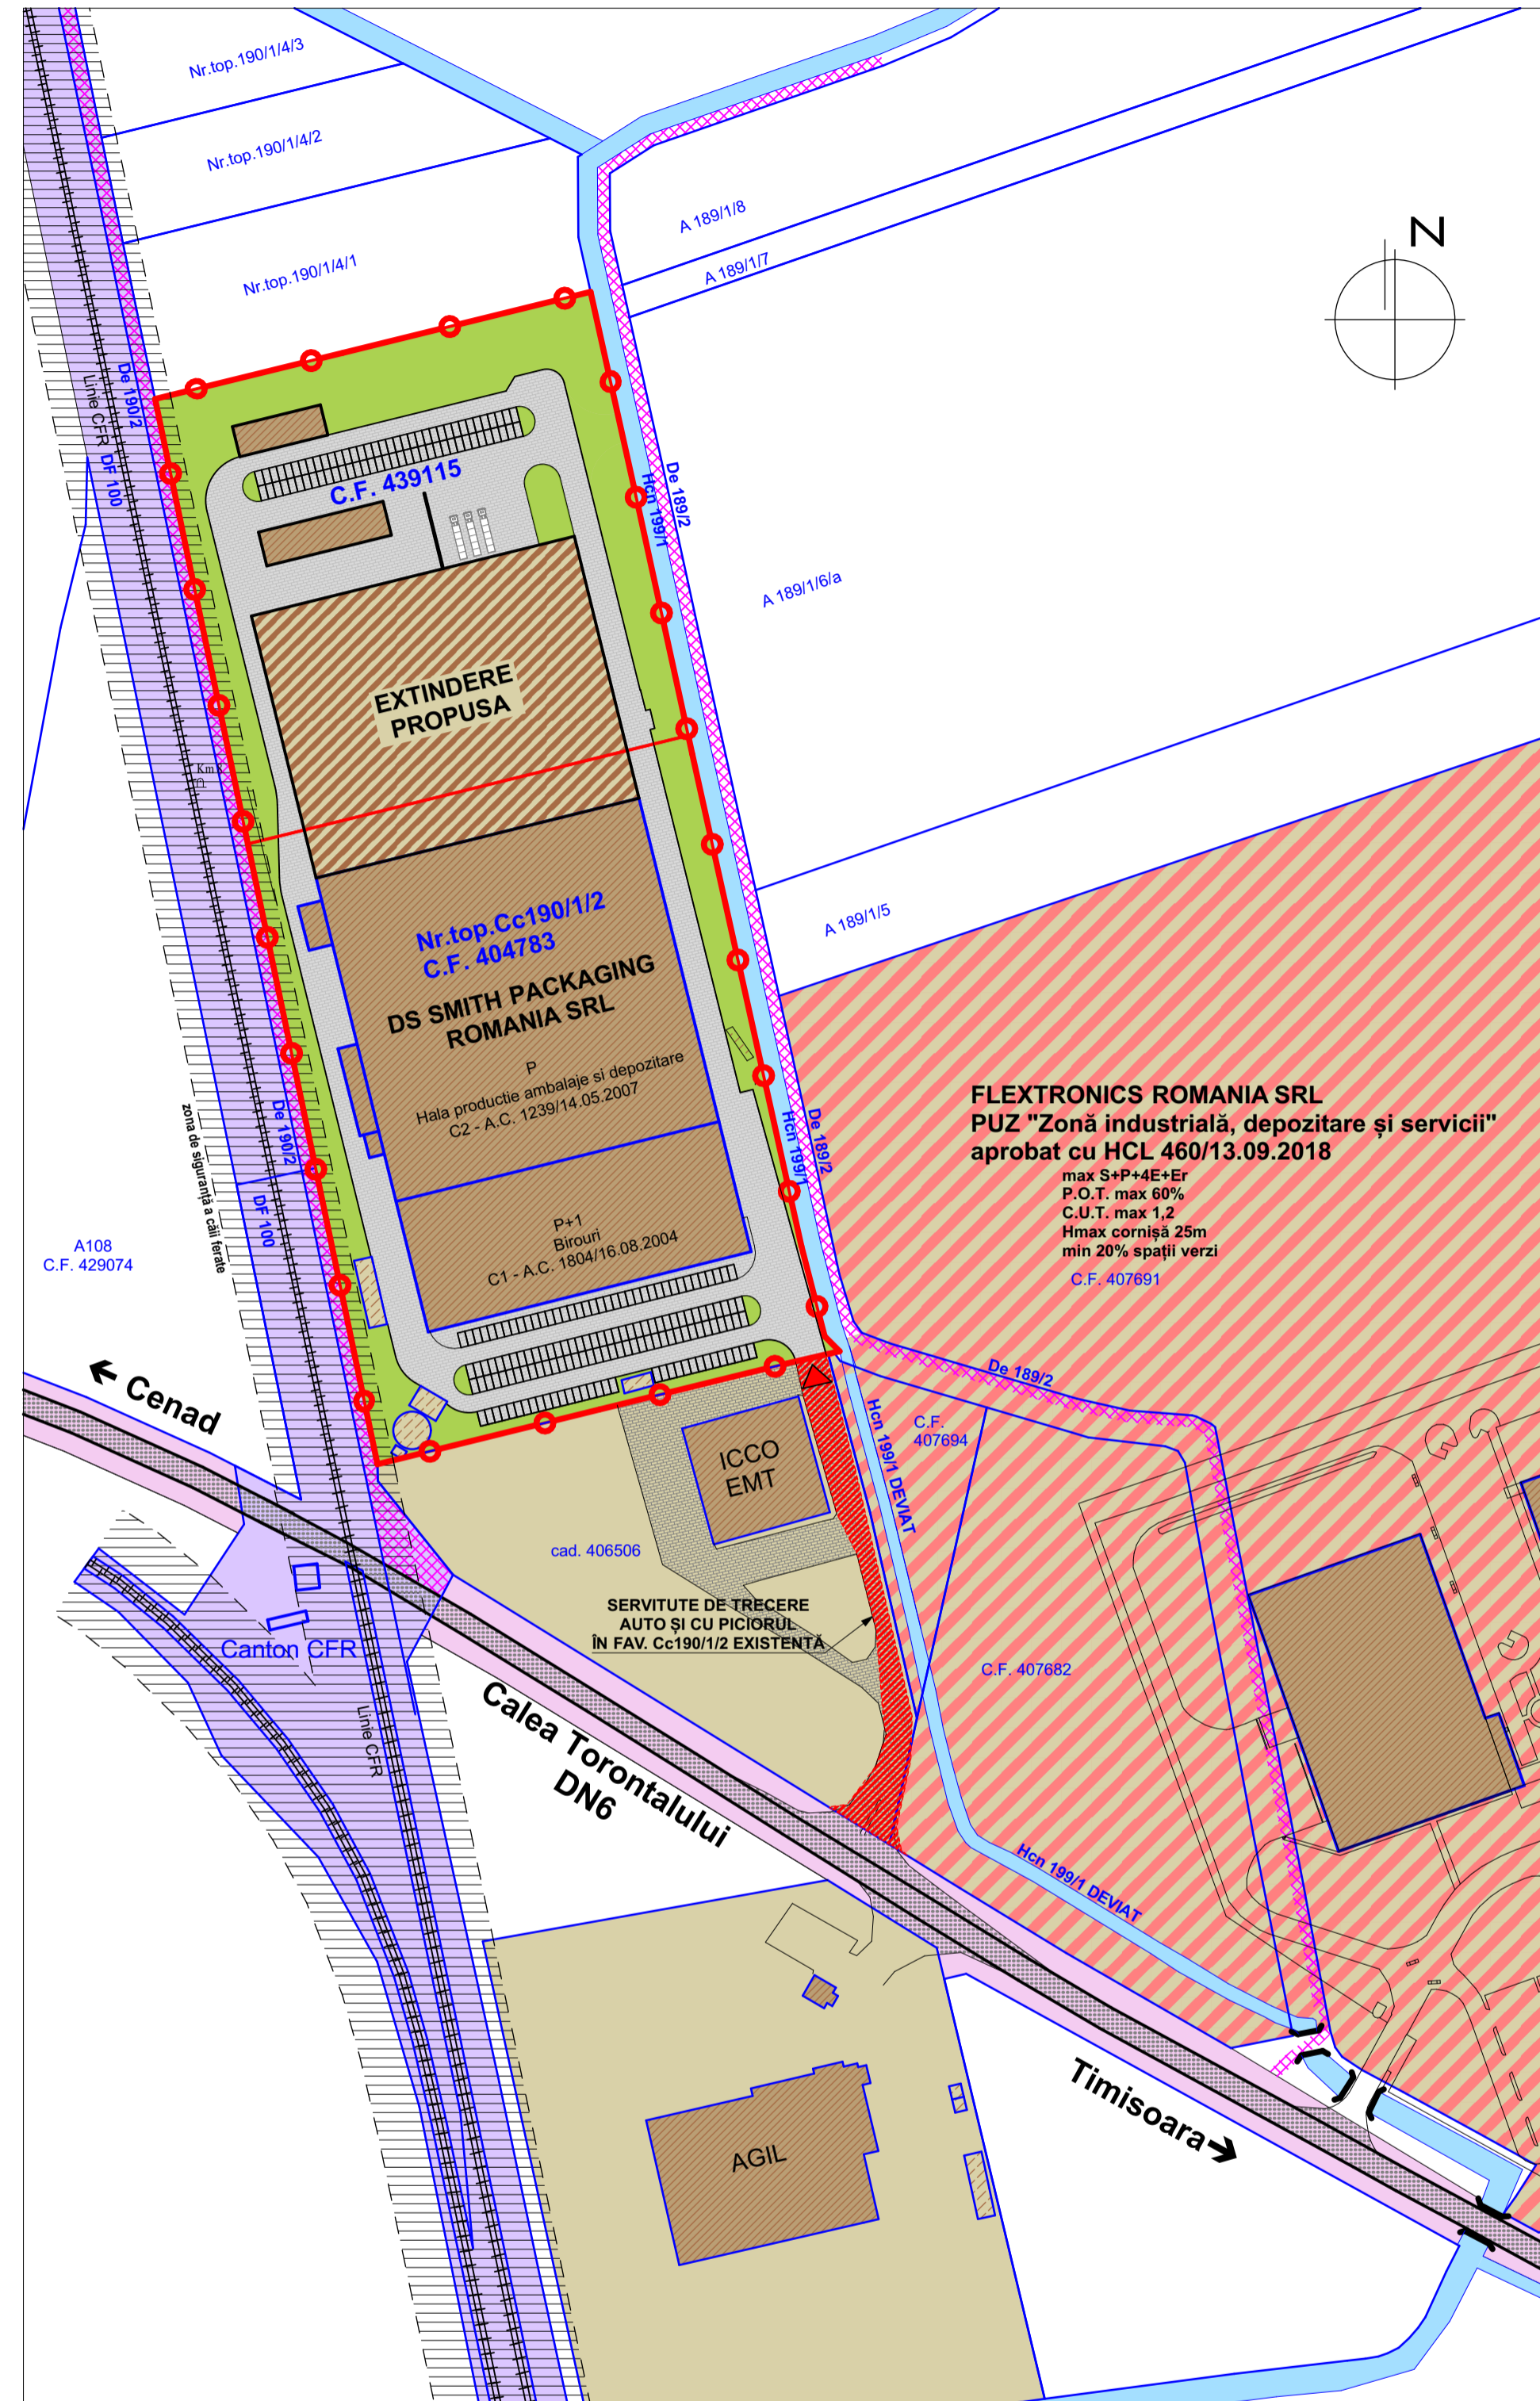 Nr.top.190/1/4/3
Nr.top.190/1/4/2
Nr.top.190/1/4/1
A 189/1/8
A 189/1/7
N
De 190/2
Linie CFR
DF 100
C.F. 439115
De 189/2
Hcn 199/1
A 189/1/6/a
EXTINDERE
PROPUSA
Km
A 189/1/5
Nr.top.Cc190/1/2
C.F. 404783
DS SMITH PACKAGING
ROMANIA SRL
P
Hala productie ambalaje si depozitare
C2 - A.C. 1239/14.05.2007
De 190/2
DF 100
zona de siguranță a căii ferate
De 189/2
Hcn 199/1
FLEXTRONICS ROMANIA SRL
PUZ "Zonă industrială, depozitare și servicii"
aprobat cu HCL 460/13.09.2018
max S+P+4E+Er
P.O.T. max 60%
C.U.T. max 1,2
Hmax cornișă 25m
min 20% spații verzi
C.F. 407691
P+1
Birouri
C1 - A.C. 1804/16.08.2004
A108
C.F. 429074
← Cenad
De 189/2
C.F.
407694
Hcn 199/1 DEVIAT
ICCO
EMT
cad. 406506
SERVITUTE DE TRECERE
AUTO ȘI CU PICIORUL
ÎN FAV. Cc190/1/2 EXISTENTĂ
C.F. 407682
Canton CFR
Linie CFR
Calea Torontalului
DN6
Hcn 199/1 DEVIAT
Timisoara →
AGIL